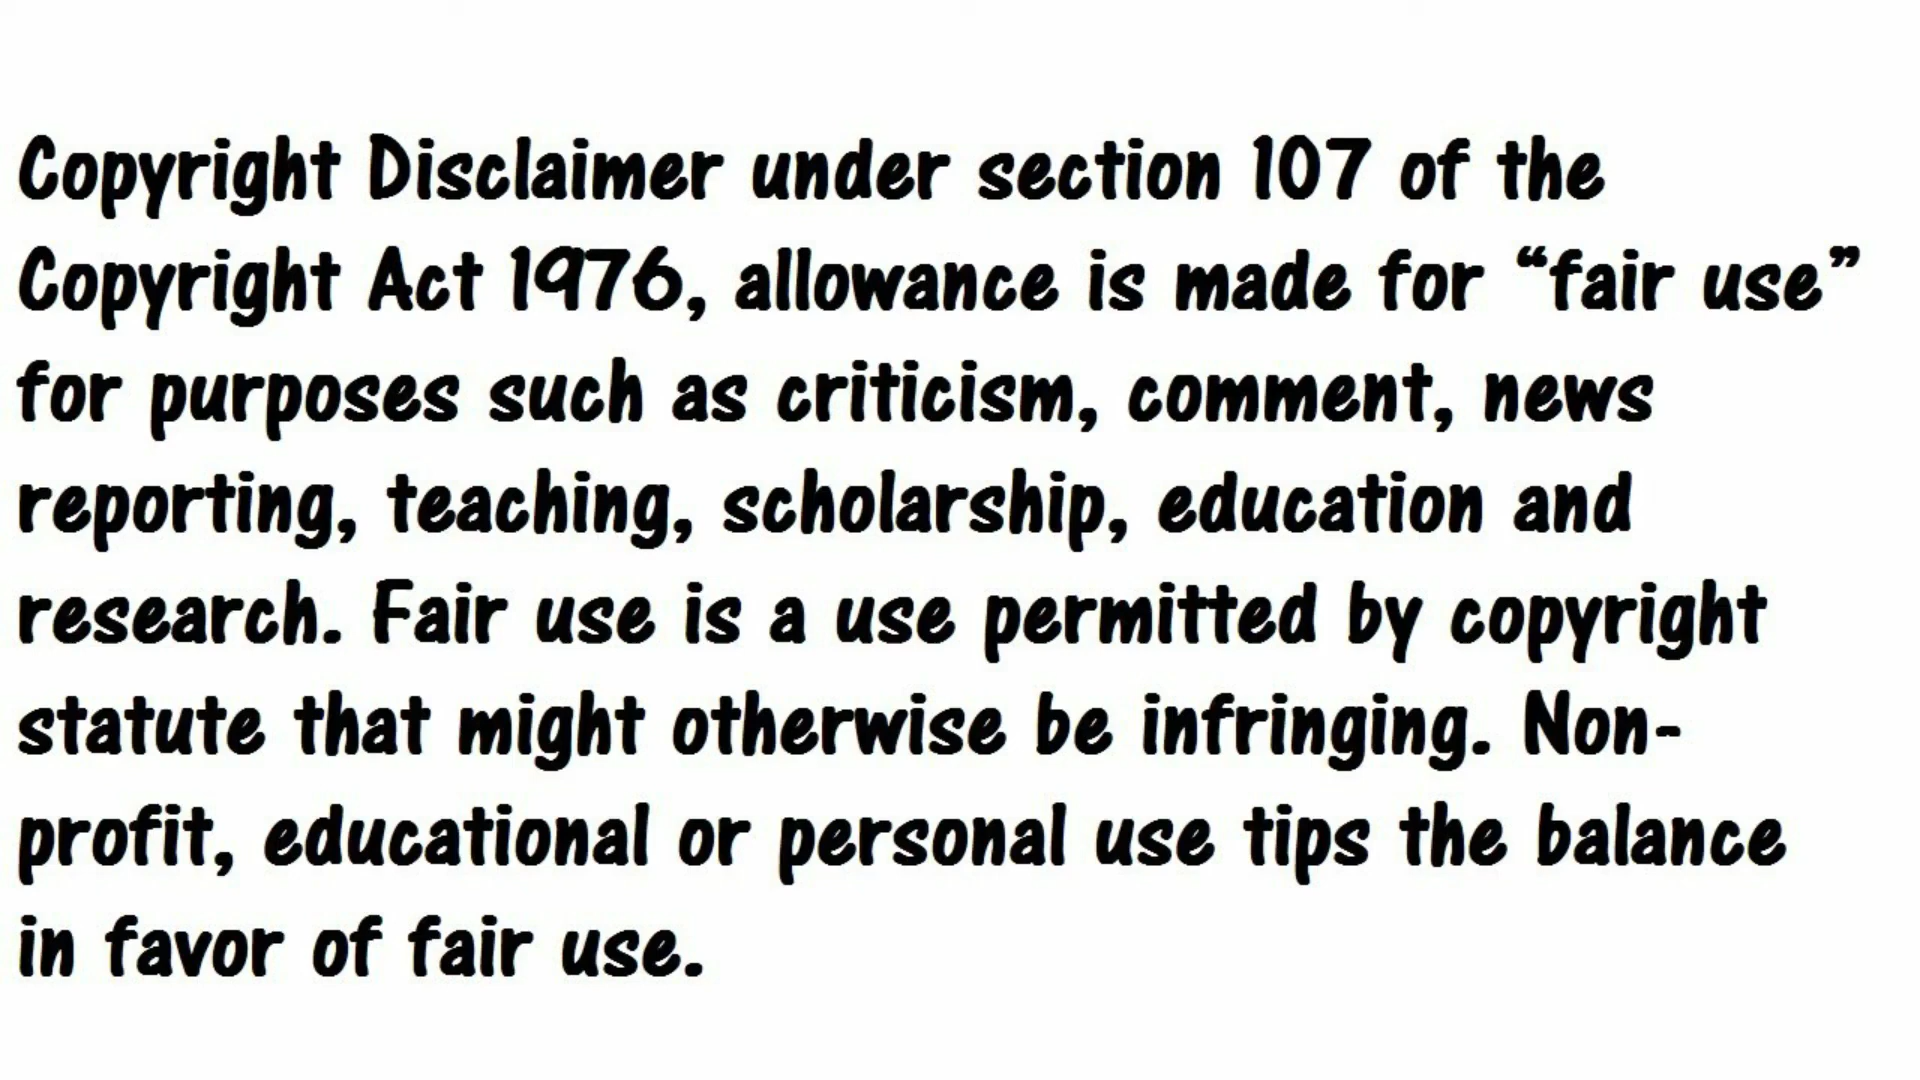 Copyright Disclaimer under section 107 of the
Copyright Act 1976, allowance is made for “fair use”
for purposes such as criticism, comment, news
reporting, teaching, scholarship, education and
research. Fair use is a use permitted by copyright
statute that might otherwise be infringing. Non-
profit, educational or personal use tips the balance
in favor of fair use.